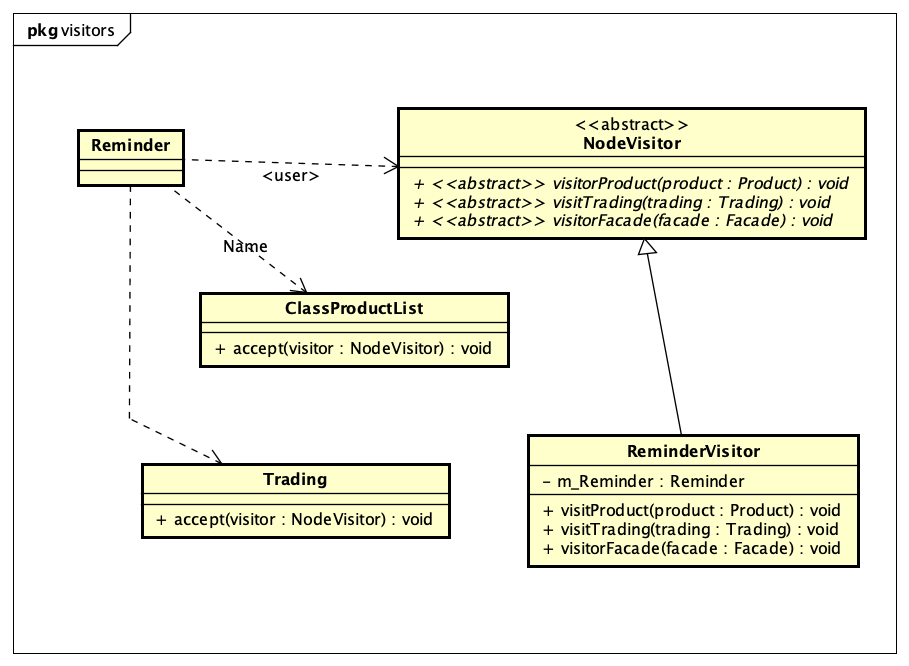 pkg visitors
Reminder
<<abstract>>
NodeVisitor
+ <<abstract>> visitorProduct(product : Product) : void
+ <<abstract>> visitTrading(trading : Trading) : void
+ <<abstract>> visitorFacade(facade : Facade) : void
<user>
Name
ClassProductList
+ accept(visitor : NodeVisitor) : void
Trading
+ accept(visitor : NodeVisitor) : void
ReminderVisitor
- m_Reminder : Reminder
+ visitProduct(product : Product) : void
+ visitTrading(trading : Trading) : void
+ visitorFacade(facade : Facade) : void